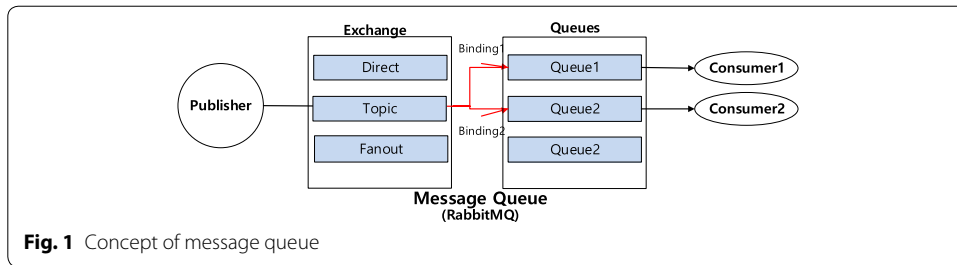 Exchange
Queues
Binding1
Direct
Queue1
Consumer1
Publisher
Topic
Queue2
Consumer2
Binding2
Fanout
Queue2
Message Queue
(RabbitMQ)
Fig. 1 Concept of message queue